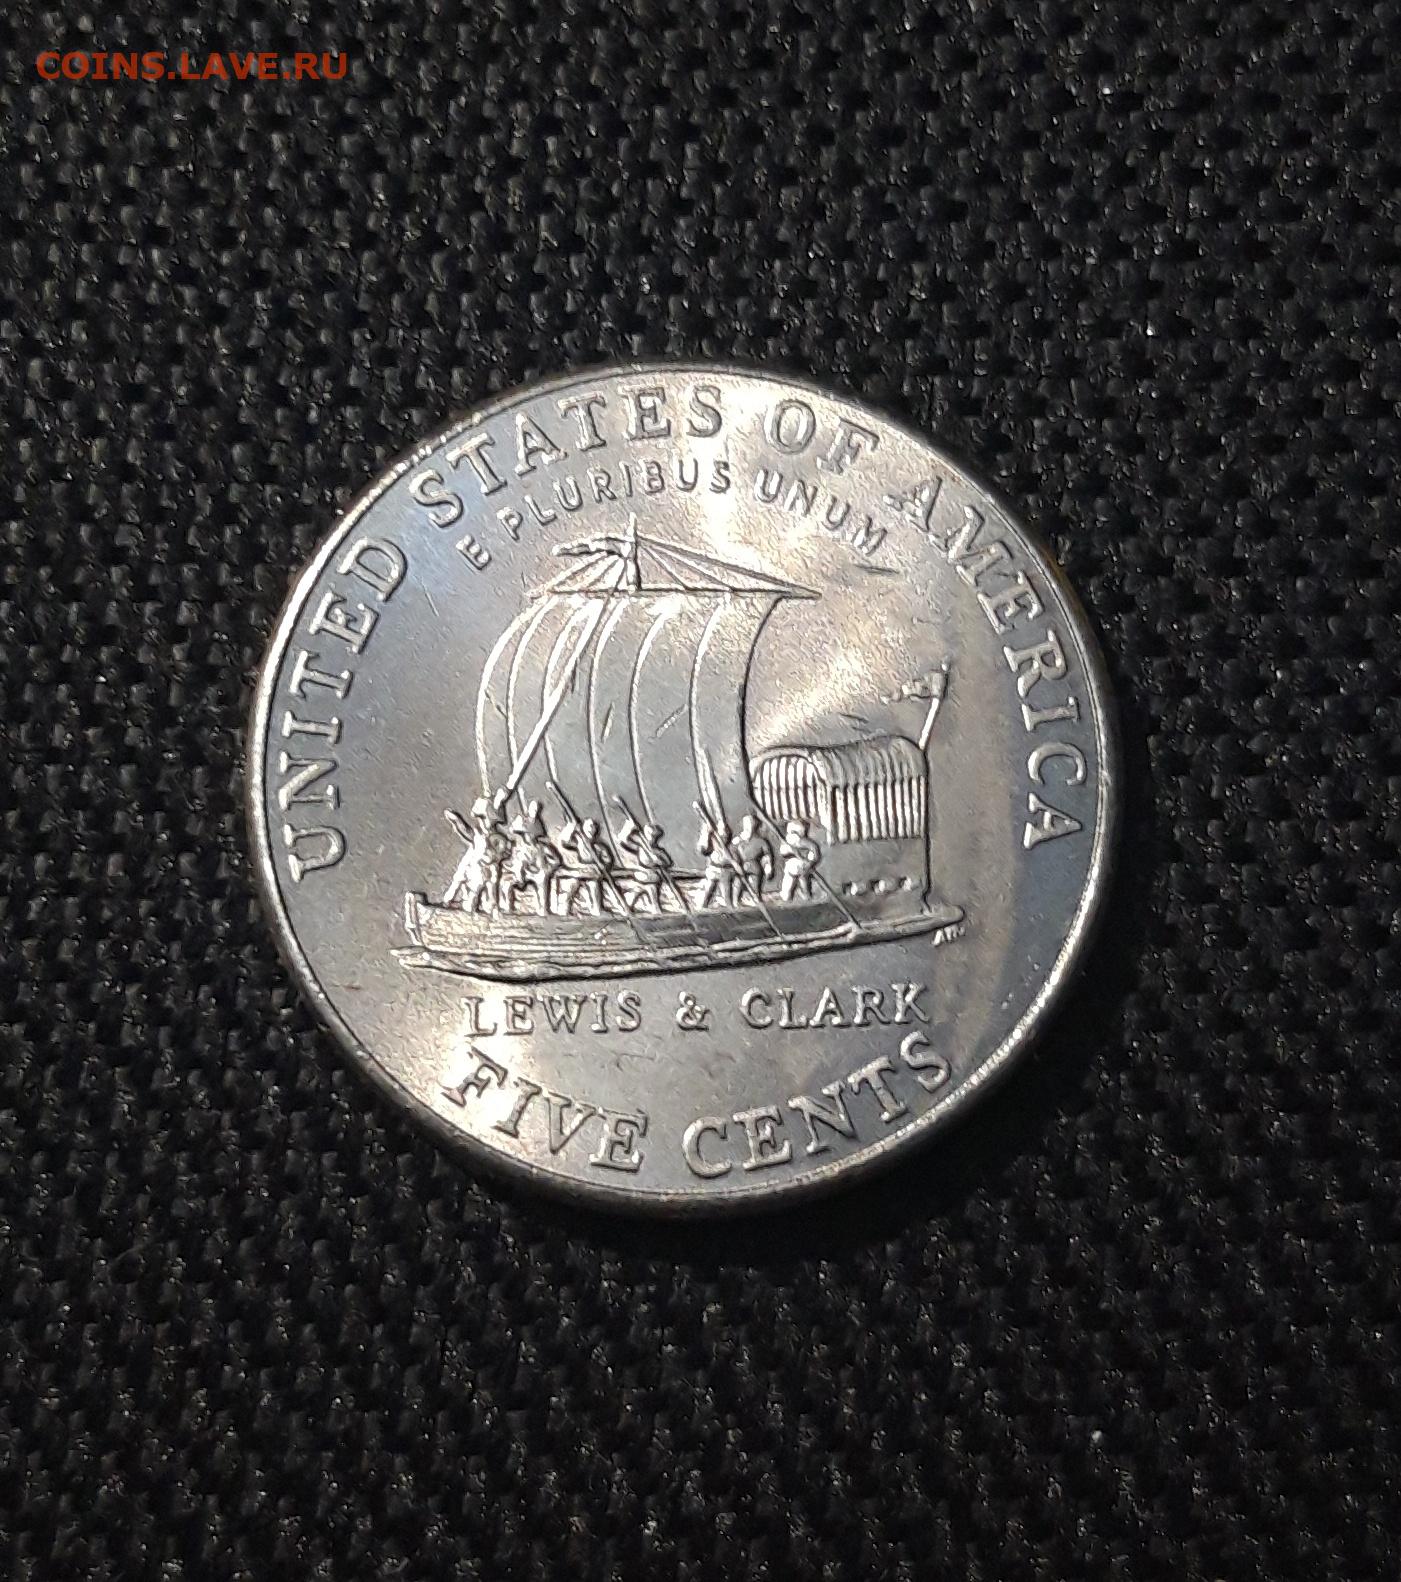 COINS.LAVE.RU
UNITED STATES OF AMERICA
E PLURIBUS UNUM
LEWIS & CLARK
FIVE CENTS